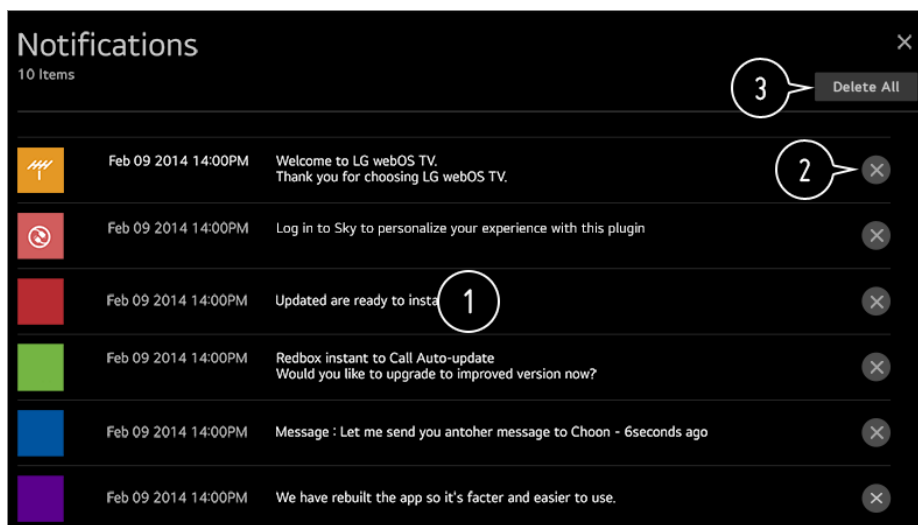 Notifications
10 Items
3
Delete All
Feb 09 2014 14:00PM
Welcome to LG webOS TV.
Thank you for choosing LG webOS TV.
2
Feb 09 2014 14:00PM
Log in to Sky to personalize your experience with this plugin
Feb 09 2014 14:00PM
Updated are ready to insta
1
Feb 09 2014 14:00PM
Redbox instant to Call Auto-update
Would you like to upgrade to improved version now?
Feb 09 2014 14:00PM
Message : Let me send you antoher message to Choon - 6seconds ago
Feb 09 2014 14:00PM
We have rebuilt the app so it's facter and easier to use.